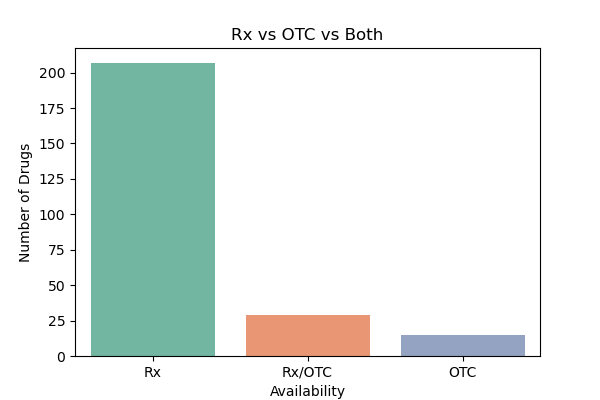 Rx vs OTC vs Both
Number of Drugs
200
175
150
125
100
75
50
25
0
Rx
Rx/OTC
OTC
Availability